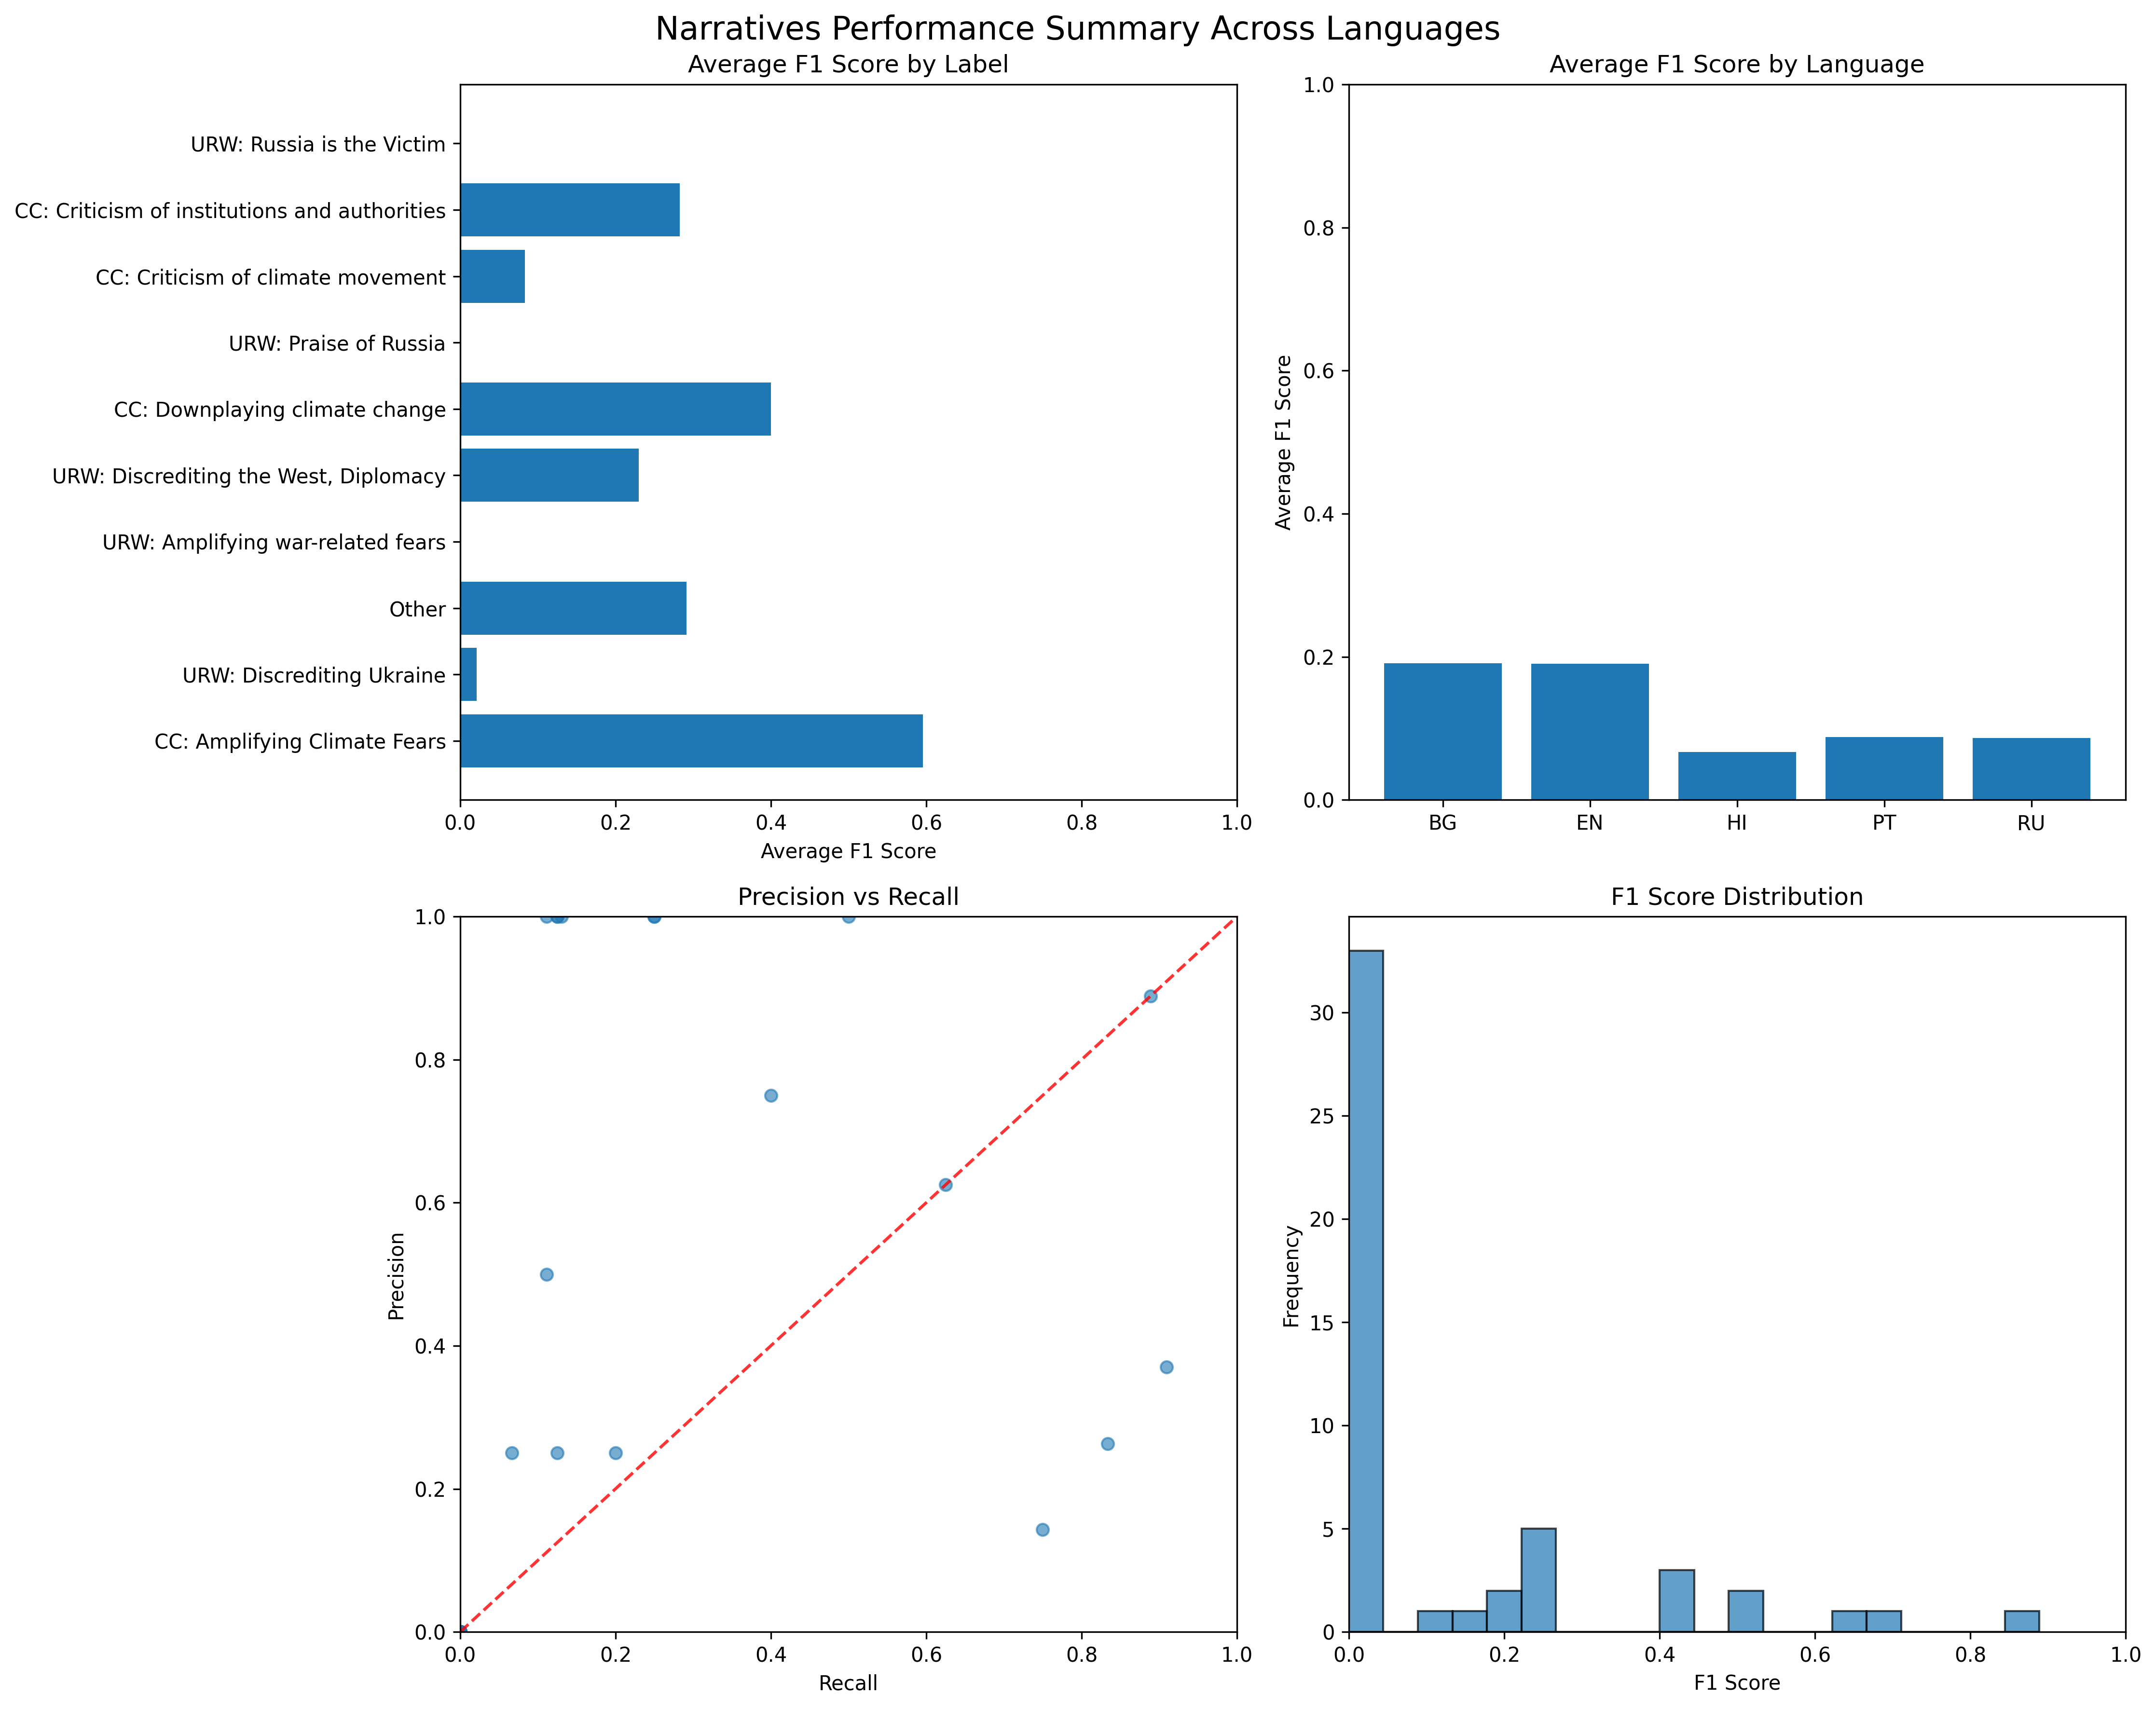 Narratives Performance Summary Across Languages
Average F1 Score by Label
URW: Russia is the Victim
CC: Criticism of institutions and authorities
CC: Criticism of climate movement
URW: Praise of Russia
CC: Downplaying climate change
URW: Discrediting the West, Diplomacy
URW: Amplifying war-related fears
Other
URW: Discrediting Ukraine
CC: Amplifying Climate Fears
0.0 0.2 0.4 0.6 0.8 1.0
Average F1 Score
Average F1 Score by Language
Average F1 Score
1.0
0.8
0.6
0.4
0.2
0.0
BG EN HI PT RU
Precision vs Recall
Precision
1.0
0.8
0.6
0.4
0.2
0.0
0.0 0.2 0.4 0.6 0.8 1.0
Recall
F1 Score Distribution
Frequency
30
25
20
15
10
5
0
0.0 0.2 0.4 0.6 0.8 1.0
F1 Score